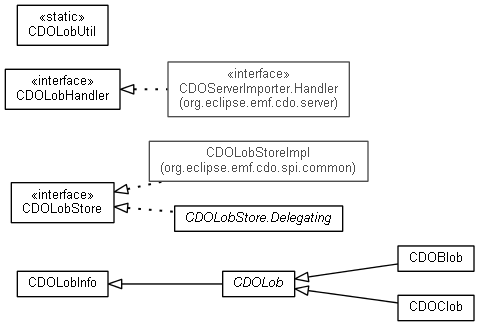 «static»
CDOLobUtil
«interface»
CDOLobHandler
«interface»
CDOServerImporter.Handler
(org.eclipse.emf.cdo.server)
CDOLobStoreImpl
(org.eclipse.emf.cdo.spi.common)
«interface»
CDOLobStore
CDOLobStore.Delegating
CDOLobInfo
CDOLob
CDOBlob
CDOClob